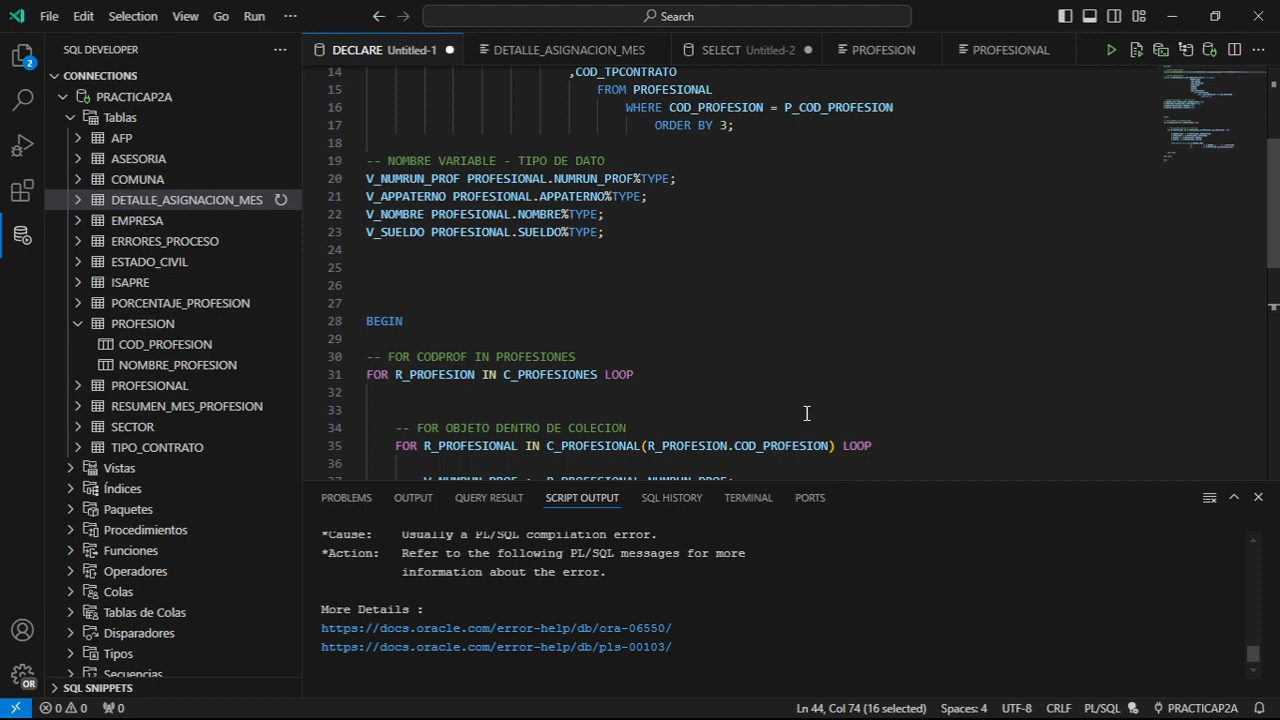 File Edit Selection View Go Run ··· Search
SQL DEVELOPER ···
DECLARE Untitled-1 DETALLE_ASIGNACION_MES SELECT Untitled-2 PROFESION PROFESIONAL ···
CONNECTIONS
PRACTICAP2A
Tablas
AFP
ASESORIA
COMUNA
DETALLE_ASIGNACION_MES
EMPRESA
ERRORES_PROCESO
ESTADO_CIVIL
ISAPRE
PORCENTAJE_PROFESION
PROFESION
COD_PROFESION
NOMBRE_PROFESION
PROFESIONAL
RESUMEN_MES_PROFESION
SECTOR
TIPO_CONTRATO
Vistas
Índices
Paquetes
Procedimientos
Funciones
Operadores
Colas
Tablas de Colas
Disparadores
Tipos
Secuencias
SQL SNIPPETS
14 ,COD_TPCONTRATO
15 FROM PROFESIONAL
16 WHERE COD_PROFESION = P_COD_PROFESION
17 ORDER BY 3;
18
19 -- NOMBRE VARIABLE - TIPO DE DATO
20 V_NUMRUN_PROF PROFESIONAL.NUMRUN_PROF%TYPE;
21 V_APPATERNO PROFESIONAL.APPATERNO%TYPE;
22 V_NOMBRE PROFESIONAL.NOMBRE%TYPE;
23 V_SUELDO PROFESIONAL.SUELDO%TYPE;
24
25
26
27
28 BEGIN
29
30 -- FOR CODPROF IN PROFESIONES
31 FOR R_PROFESION IN C_PROFESIONES LOOP
32
33
34 -- FOR OBJETO DENTRO DE COLECION
35 FOR R_PROFESIONAL IN C_PROFESIONAL(R_PROFESION.COD_PROFESION) LOOP
36
V_NUMRUN_PROF := R_PROFESIONAL.NUMRUN_PROF;
PROBLEMS OUTPUT QUERY RESULT SCRIPT OUTPUT SQL HISTORY TERMINAL PORTS
*Cause: Usually a PL/SQL compilation error.
*Action: Refer to the following PL/SQL messages for more
information about the error.
More Details :
https://docs.oracle.com/error-help/db/ora-06550/
https://docs.oracle.com/error-help/db/pls-00103/
0 0 0 Ln 44, Col 74 (16 selected) Spaces: 4 UTF-8 CRLF PL/SQL PRACTICAP2A
2
OR